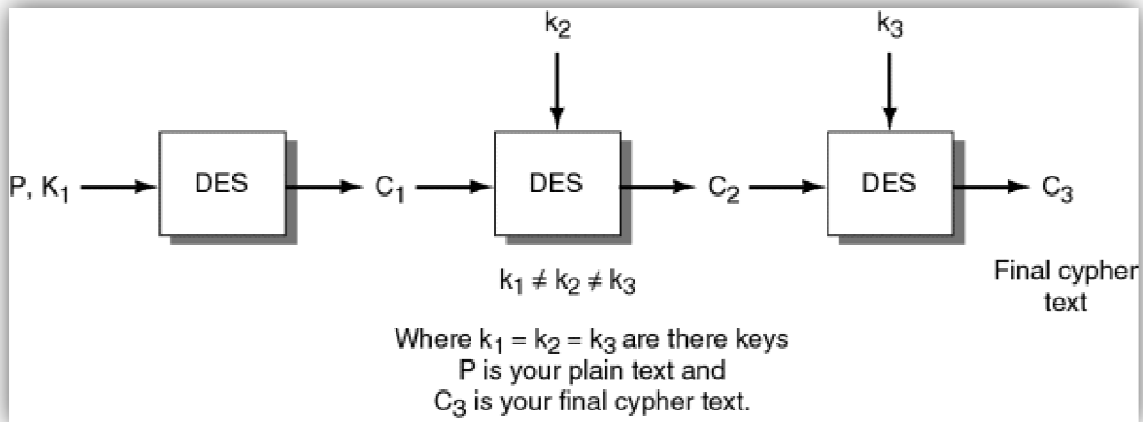 k₂ k₃
P, K₁ DES C₁ DES C₂ DES C₃
k₁ ≠ k₂ ≠ k₃
Final cypher
text
Where k₁ = k₂ = k₃ are there keys
P is your plain text and
C₃ is your final cypher text.